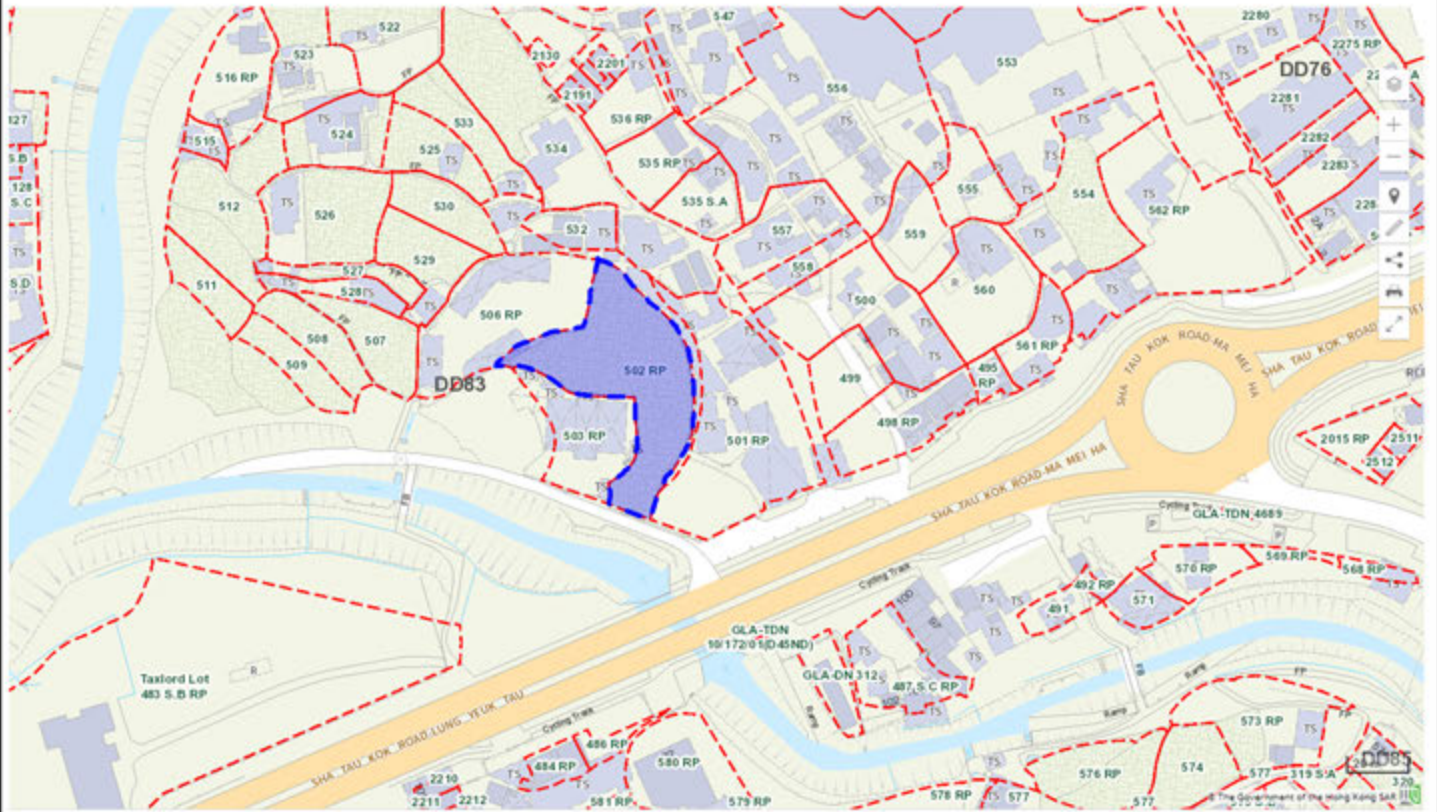 522
547
2280
523
2130
2201
2275 RP
516 RP
553
DD76
556
2191
2281
536 RP
533
515
524
525
534
2282
535 RP
2283
128
S.C
555
554
512
526
530
535 S.A
562 RP
532
557
559
529
527
558
511
528
560
500
506 RP
508
507
561 RP
509
502 RP
499
495
RP
DD83
498 RP
503 RP
501 RP
2015 RP
2511
2512
SHA TAU KOK ROAD-MA MEI HA
SHA TAU KOK ROAD-MA MEI HA
GLA-TDN 4689
Cycling Track
570 RP
569 RP
568 RP
492 RP
571
491
GLA-TDN
10/172/01(D45ND)
Taxlord Lot
483 S.B RP
GLA-DN 312
487 S.C RP
SHA TAU KOK ROAD-LUNG YEUK TAU
Cycling Track
Ramp
573 RP
486 RP
484 RP
580 RP
576 RP
574
577
319 S.A
DD85
2210
2211
2212
581 RP
579 RP
578 RP
577
577
320
© The Government of the Hong Kong SAR